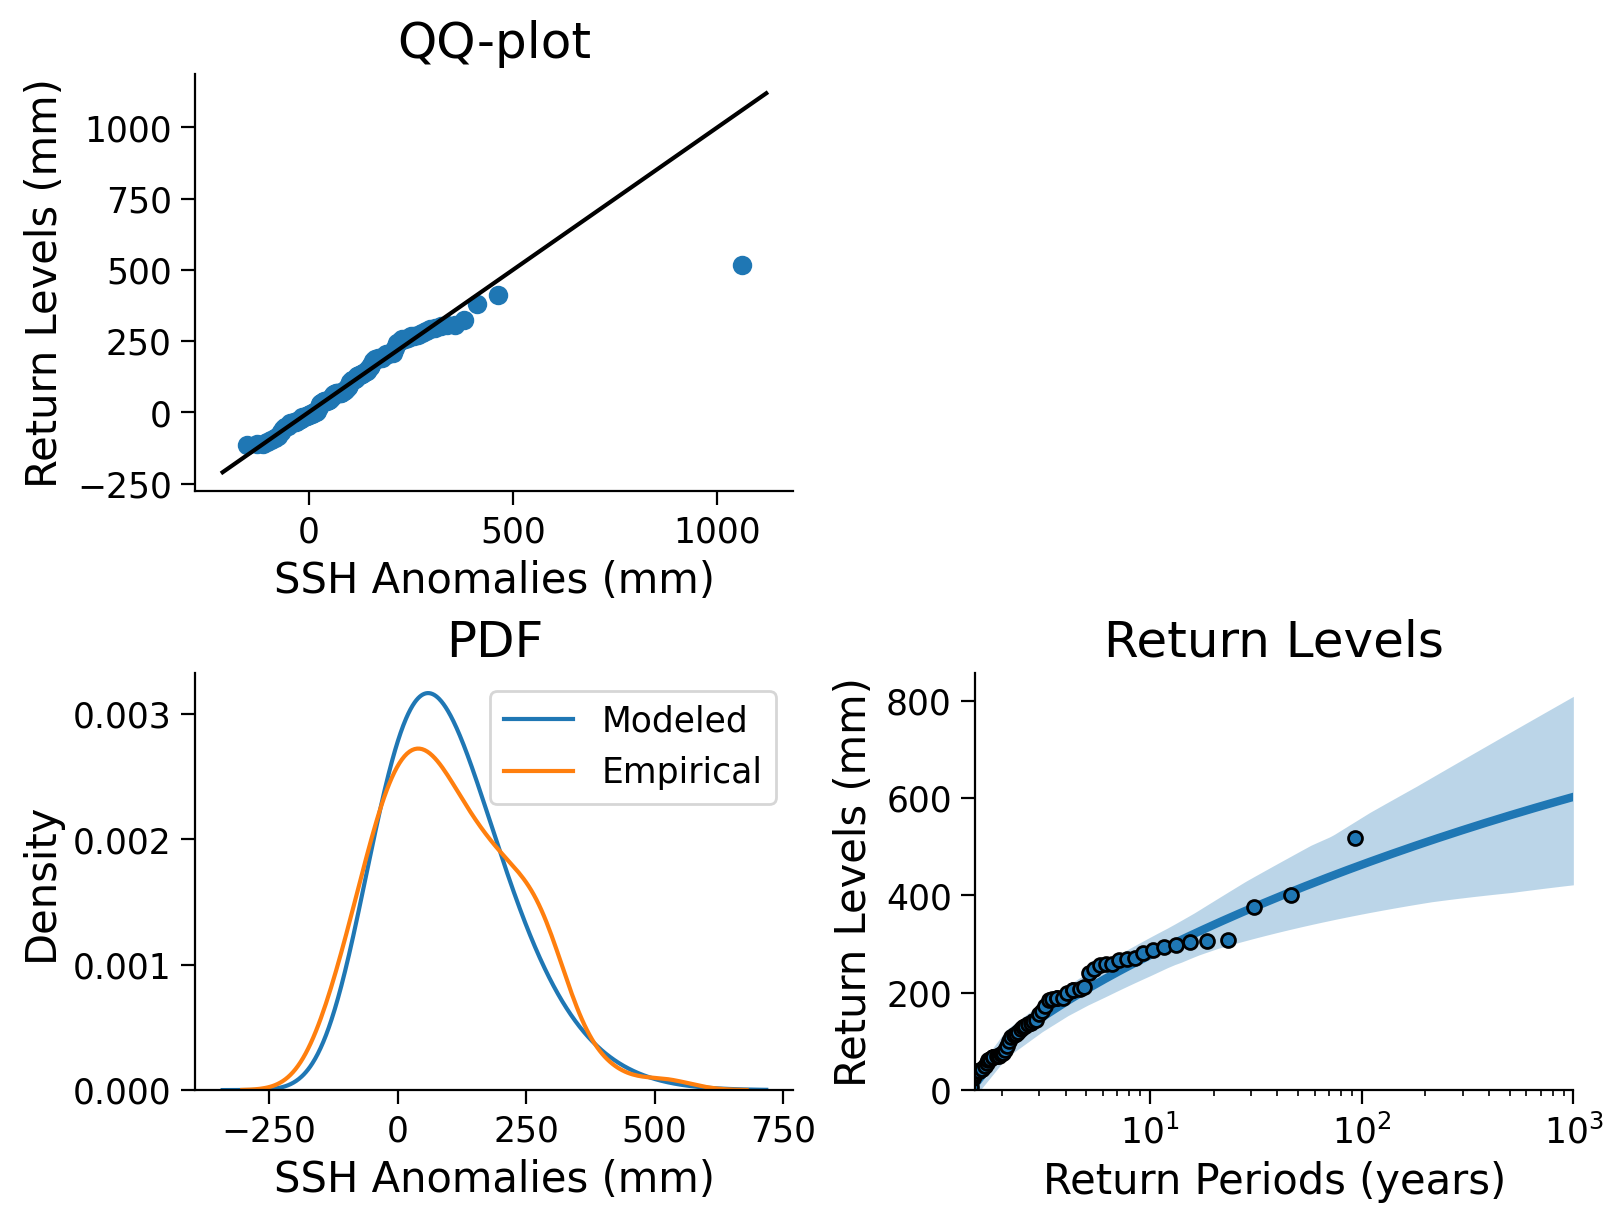 QQ-plot
Return Levels (mm)
1000
750
500
250
0
−250
0 500 1000
SSH Anomalies (mm)
PDF
Density
0.003
0.002
0.001
0.000
Modeled
Empirical
−250 0 250 500 750
SSH Anomalies (mm)
Return Levels
Return Levels (mm)
800
600
400
200
0
10¹ 10² 10³
Return Periods (years)